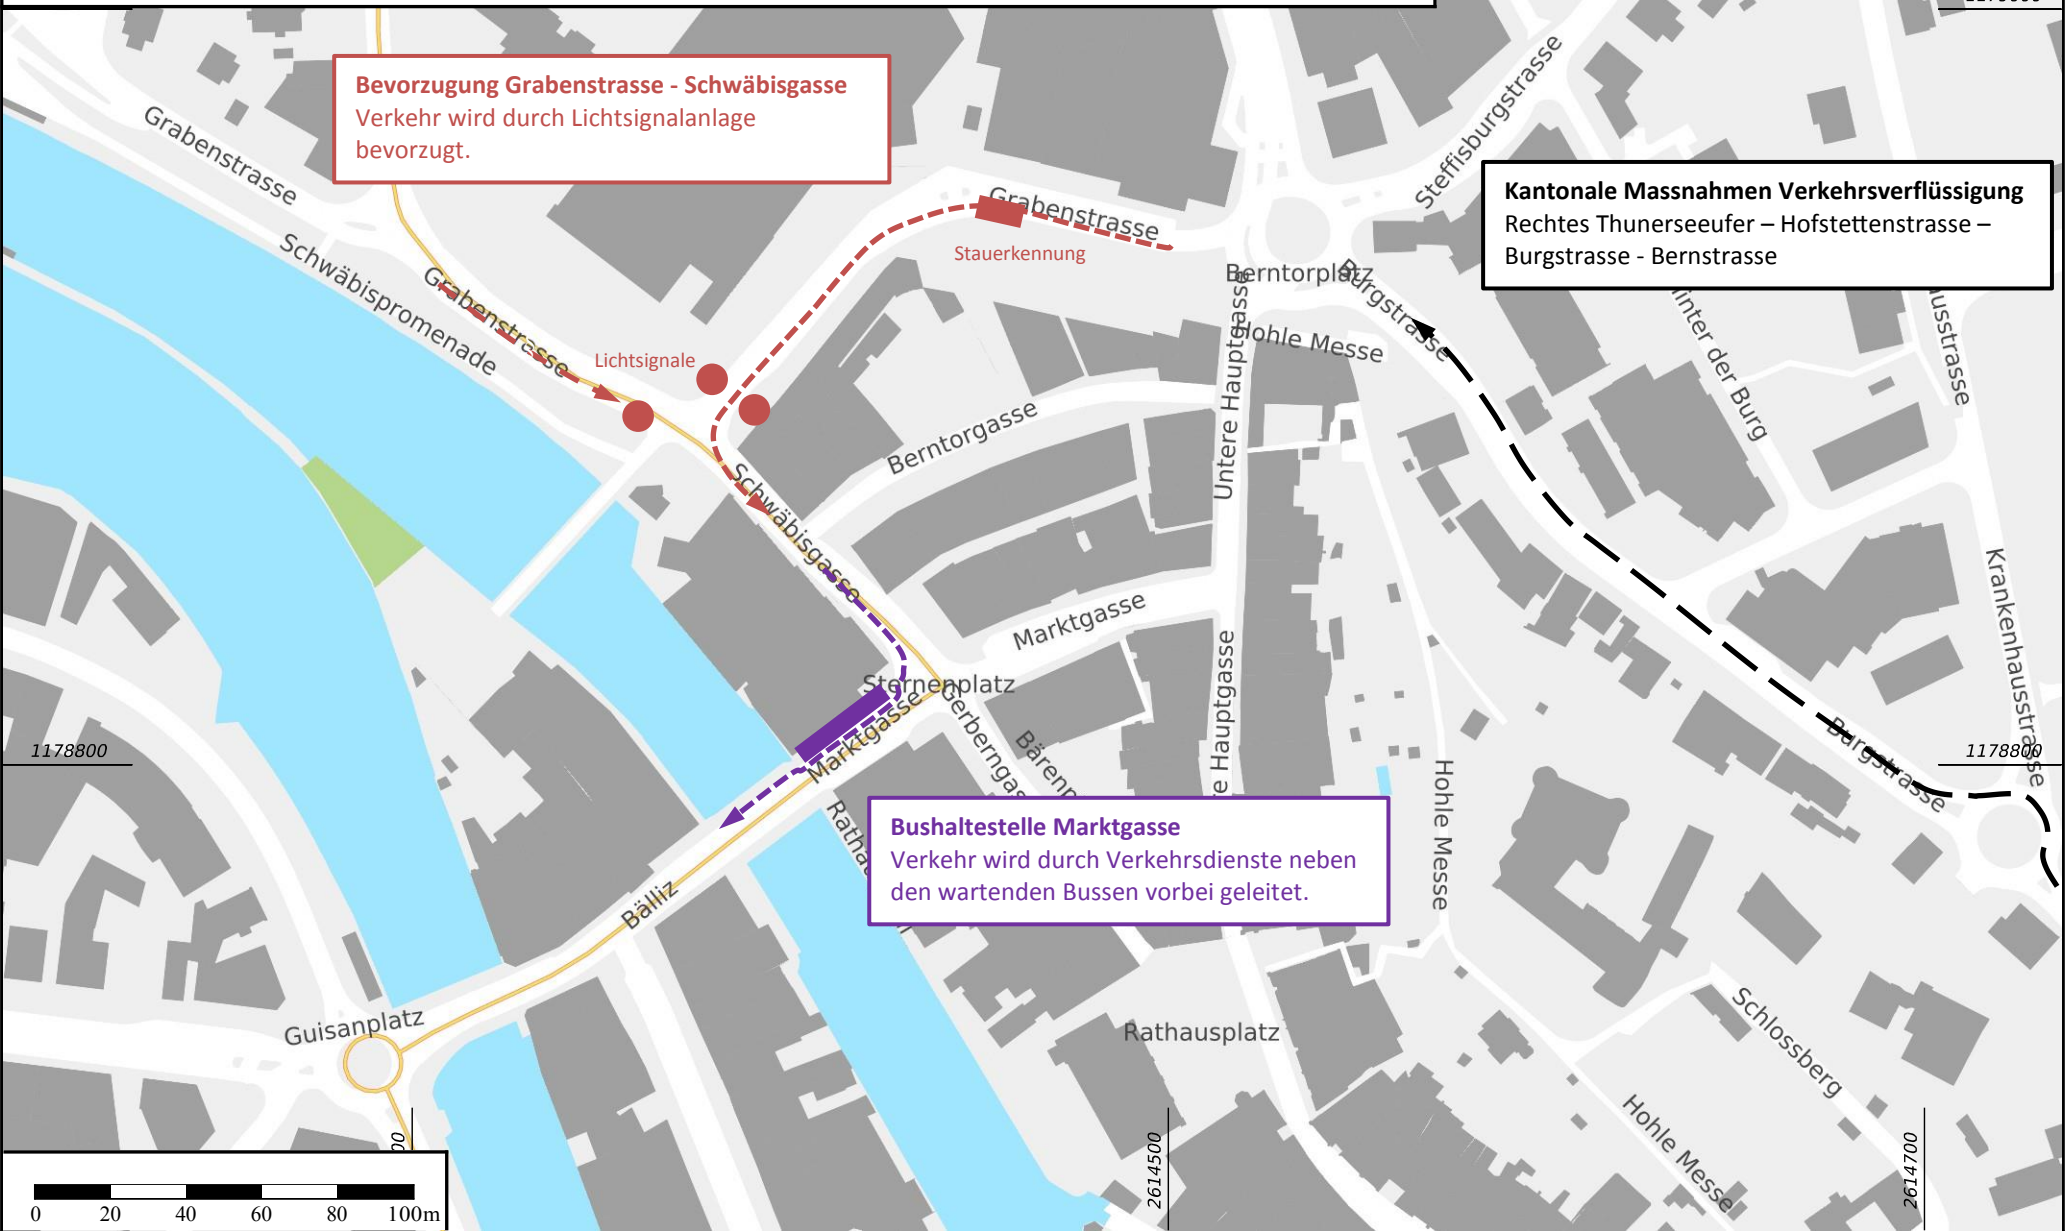 Bevorzugung Grabenstrasse - Schwäbisgasse
Verkehr wird durch Lichtsignalanlage
bevorzugt.
Kantonale Massnahmen Verkehrsverflüssigung
Rechtes Thunerseeufer – Hofstettenstrasse –
Burgstrasse - Bernstrasse
Steffisburgstrasse
Grabenstrasse
Grabenstrasse
Stauerkennung
Schwäbispromenade
Grabenstrasse
Lichtsignale
Berntorplatz
Burgstrasse
Hohle Messe
Untere Hauptgasse
Berntorgasse
Schwäbisgasse
Marktgasse
Sternenplatz
Marktgasse
Hauptgasse
Krankenhausstrasse
Burgstrasse
1178800
1178800
Hohle Messe
Bushaltestelle Marktgasse
Verkehr wird durch Verkehrsdienste neben
den wartenden Bussen vorbei geleitet.
Bälliz
Guisanplatz
Rathausplatz
Schlossberg
Hohle Messe
2614500
2614700
0 20 40 60 80 100m